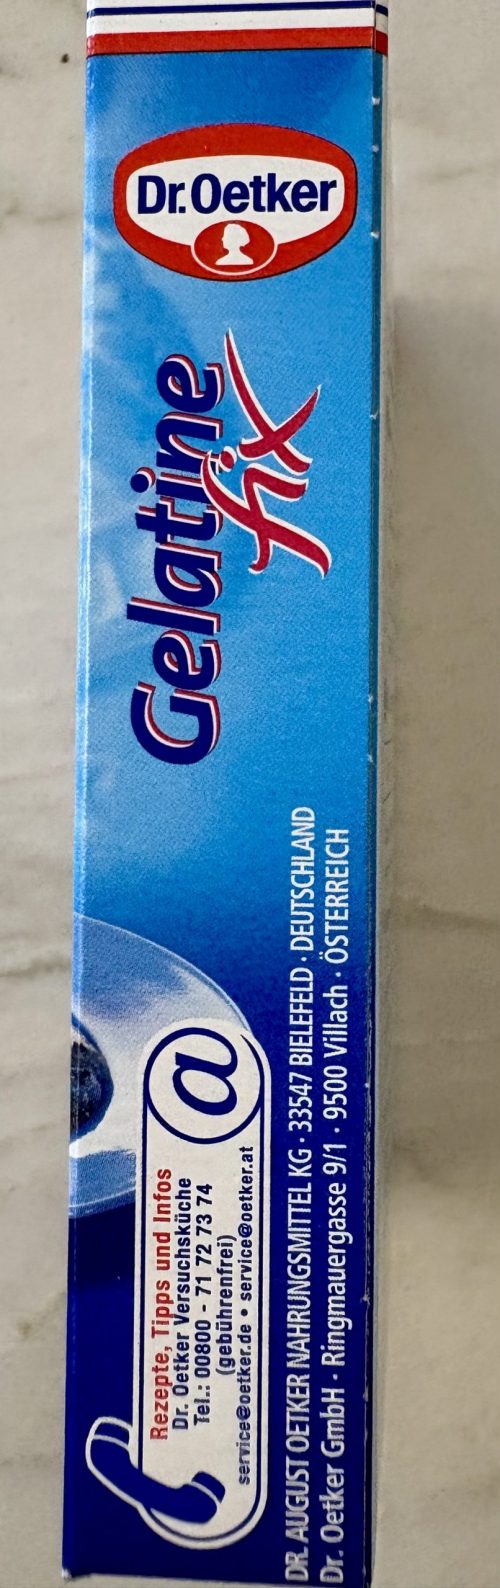 Dr. Oetker
Gelatine
fix
Rezepte, Tipps und Infos
Dr. Oetker Versuchsküche
Tel.: 00800 - 71 72 73 74
(gebührenfrei)
service@oetker.de • service@oetker.at
@
DR. AUGUST OETKER NAHRUNGSMITTEL KG · 33547 BIELEFELD · DEUTSCHLAND
Dr. Oetker GmbH · Ringmauergasse 9/1 · 9500 Villach · ÖSTERREICH